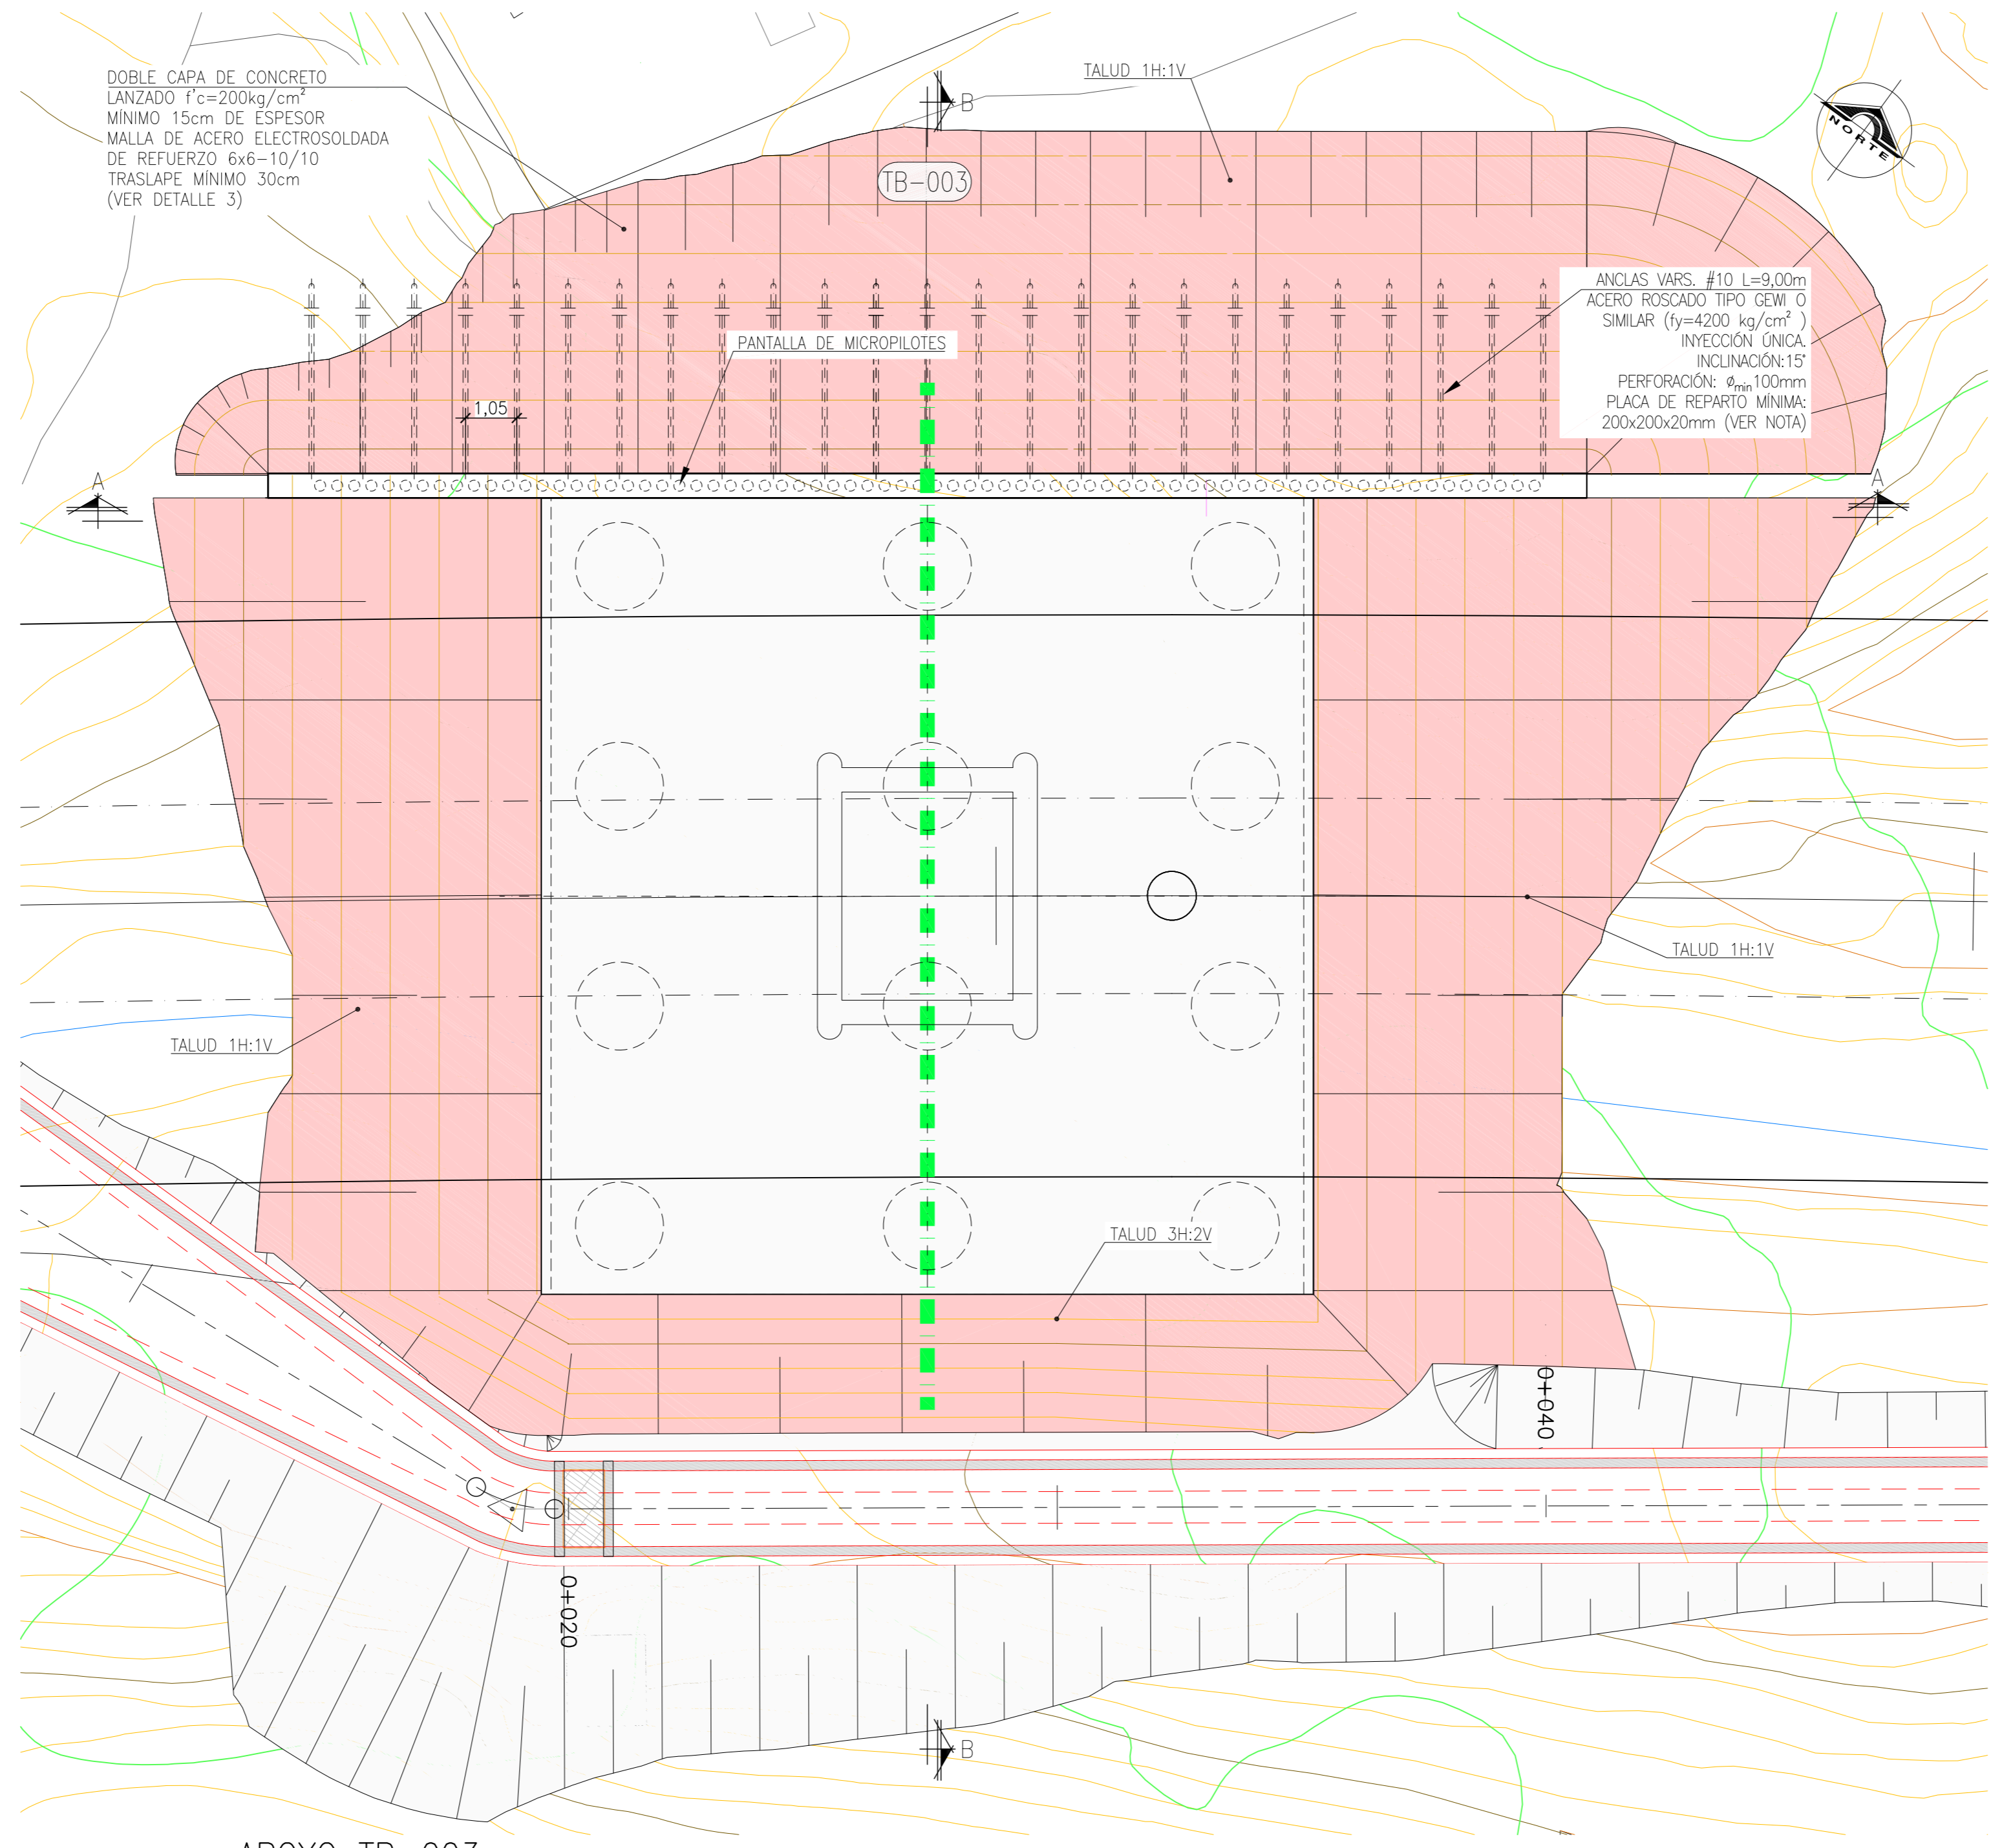 DOBLE CAPA DE CONCRETO
LANZADO f'c=200kg/cm²
MÍNIMO 15cm DE ESPESOR
MALLA DE ACERO ELECTROSOLDADA
DE REFUERZO 6x6-10/10
TRASLAPE MÍNIMO 30cm
(VER DETALLE 3)
TALUD 1H:1V
B
NORTE
TB-003
ANCLAS VARS. #10 L=9,00m
ACERO ROSCADO TIPO GEWI O
SIMILAR (fy=4200 kg/cm² )
INYECCIÓN ÚNICA.
INCLINACIÓN:15°
PERFORACIÓN: Ømin100mm
PLACA DE REPARTO MÍNIMA:
200x200x20mm (VER NOTA)
PANTALLA DE MICROPILOTES
1,05
A
A
TALUD 1H:1V
TALUD 1H:1V
TALUD 3H:2V
0+040
0+020
B
APOYO TB-003